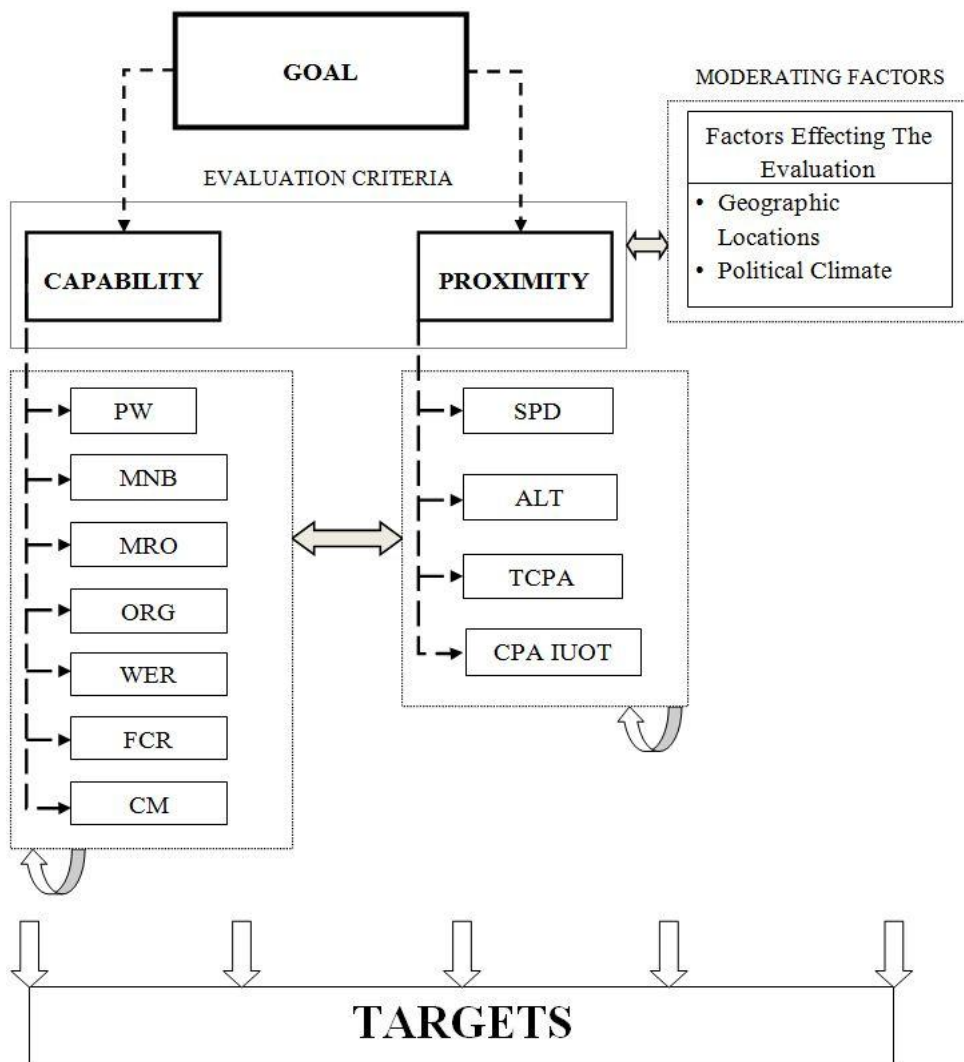 GOAL
MODERATING FACTORS
Factors Effecting The
Evaluation
• Geographic
Locations
• Political Climate
EVALUATION CRITERIA
CAPABILITY
PROXIMITY
PW
MNB
MRO
ORG
WER
FCR
CM
SPD
ALT
TCPA
CPA IUOT
TARGETS